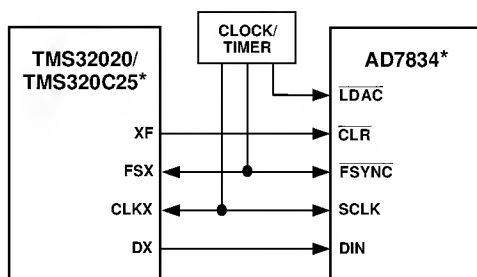 CLOCK/
TIMER
TMS32020/
TMS320C25*
AD7834*
LDAC
XF
CLR
FSX
FSYNC
CLKX
SCLK
DX
DIN